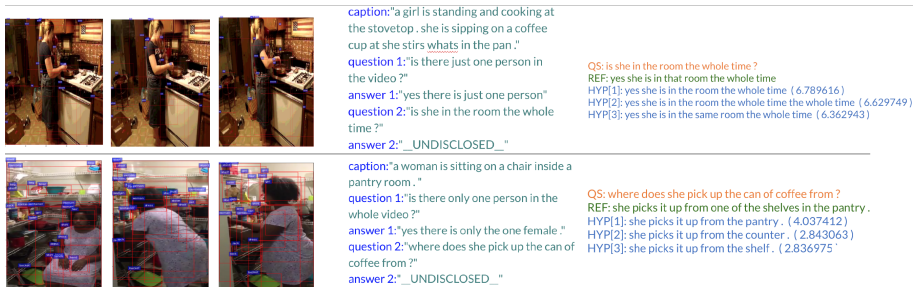 caption:"a girl is standing and cooking at
the stovetop . she is sipping on a coffee
cup at she stirs whats in the pan ."
question 1:"is there just one person in
the video ?"
answer 1:"yes there is just one person"
question 2:"is she in the room the whole
time ?"
answer 2:"__UNDISCLOSED__"
QS: is she in the room the whole time ?
REF: yes she is in that room the whole time
HYP[1]: yes she is in the room the whole time ( 6.789616 )
HYP[2]: yes she is in the room the whole time the whole time ( 6.629749 )
HYP[3]: yes she is in the same room the whole time ( 6.362943 )
caption:"a woman is sitting on a chair inside a
pantry room . "
question 1:"is there only one person in the
whole video ?"
answer 1:"yes there is only the one female ."
question 2:"where does she pick up the can of
coffee from ?"
answer 2:"__UNDISCLOSED__"
QS: where does she pick up the can of coffee from ?
REF: she picks it up from one of the shelves in the pantry .
HYP[1]: she picks it up from the pantry . ( 4.037412 )
HYP[2]: she picks it up from the counter . ( 2.843063 )
HYP[3]: she picks it up from the shelf . ( 2.836975